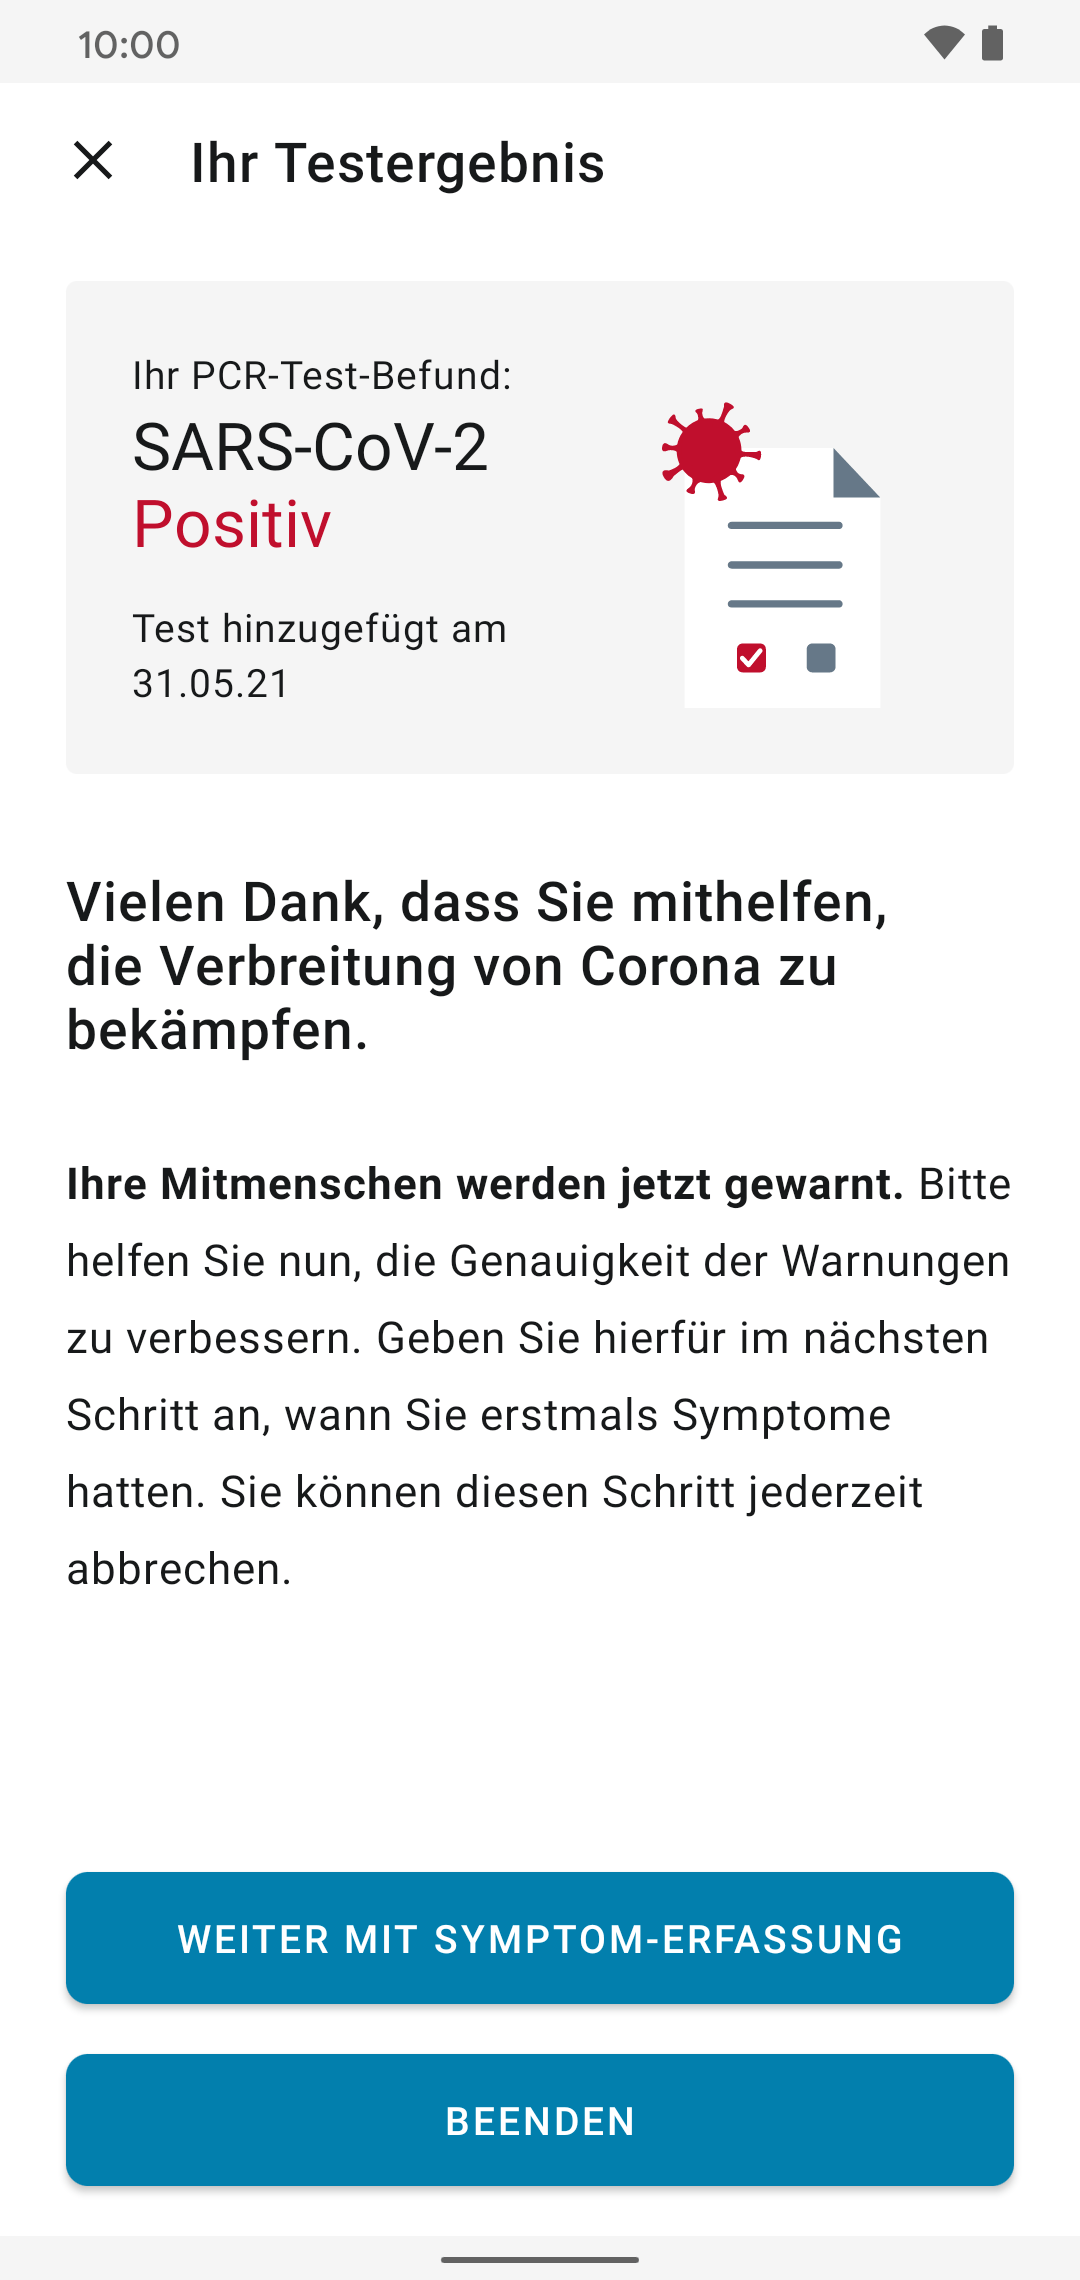 10:00
Ihr Testergebnis
Ihr PCR-Test-Befund:
SARS-CoV-2
Positiv
Test hinzugefügt am
31.05.21
Vielen Dank, dass Sie mithelfen,
die Verbreitung von Corona zu
bekämpfen.
Ihre Mitmenschen werden jetzt gewarnt. Bitte
helfen Sie nun, die Genauigkeit der Warnungen
zu verbessern. Geben Sie hierfür im nächsten
Schritt an, wann Sie erstmals Symptome
hatten. Sie können diesen Schritt jederzeit
abbrechen.
WEITER MIT SYMPTOM-ERFASSUNG
BEENDEN